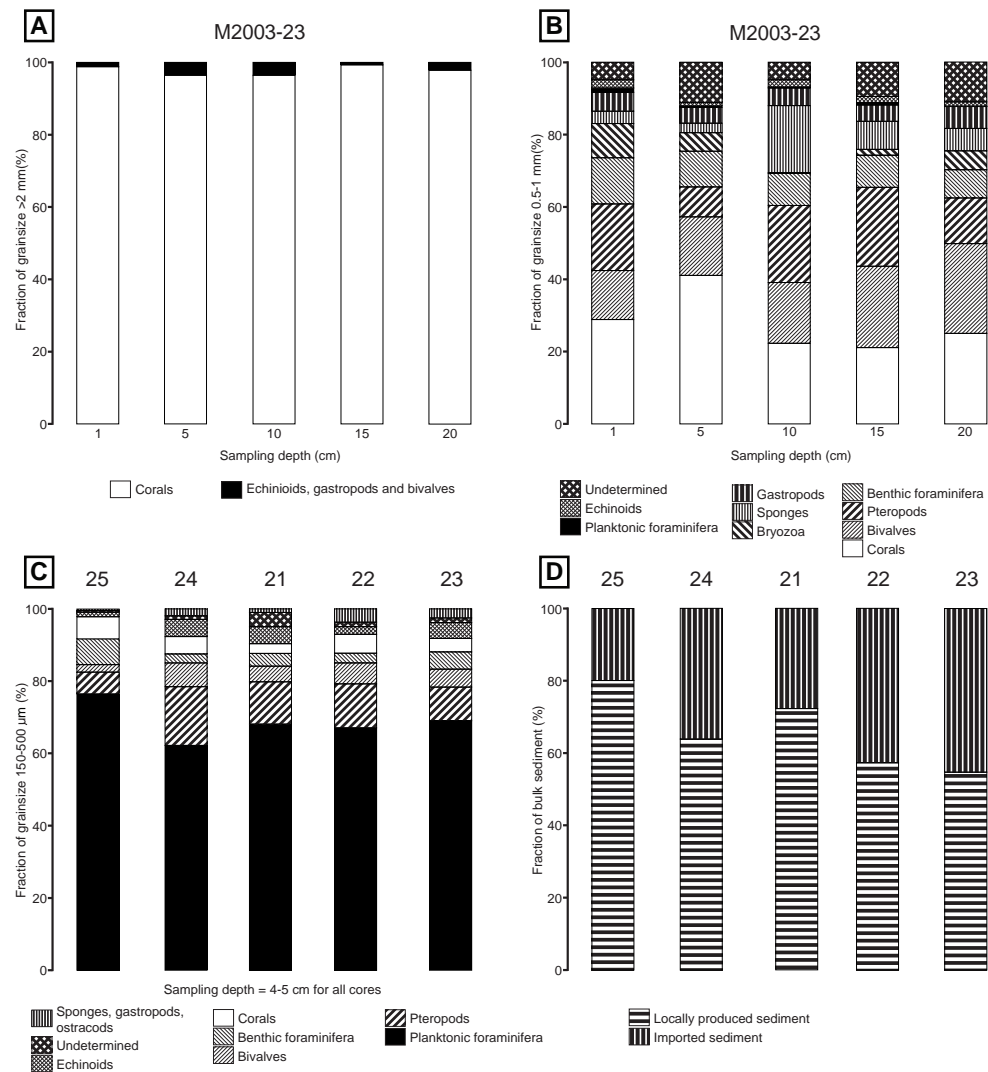 A
M2003-23
Fraction of grainsize >2 mm(%)
100
80
60
40
20
0
1 5 10 15 20
Sampling depth (cm)
Corals
Echinioids, gastropods and bivalves
B
M2003-23
Fraction of grainsize 0.5-1 mm(%)
100
80
60
40
20
0
1 5 10 15 20
Sampling depth (cm)
Undetermined
Echinoids
Planktonic foraminifera
Gastropods
Sponges
Bryozoa
Benthic foraminifera
Pteropods
Bivalves
Corals
C
25 24 21 22 23
Fraction of grainsize 150-500 µm (%)
100
80
60
40
20
0
Sampling depth = 4-5 cm for all cores
Sponges, gastropods,
ostracods
Undetermined
Echinoids
Corals
Benthic foraminifera
Bivalves
Pteropods
Planktonic foraminifera
D
25 24 21 22 23
Fraction of bulk sediment (%)
100
80
60
40
20
0
Locally produced sediment
Imported sediment